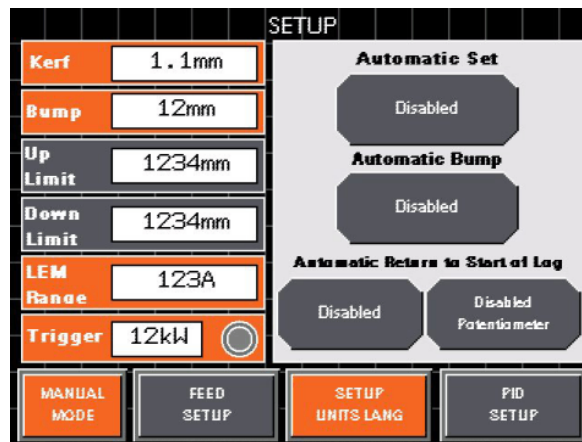 SETUP
Kerf 1.1mm
Bump 12mm
Up
Limit
1234mm
Down
Limit
1234mm
LEM
Range
123A
Trigger 12kW
Automatic Set
Disabled
Automatic Bump
Disabled
Automatic Return to Start of Log
Disabled
Disabled
Potentiometer
MANUAL
MODE
FEED
SETUP
SETUP
UNITS LANG
PID
SETUP